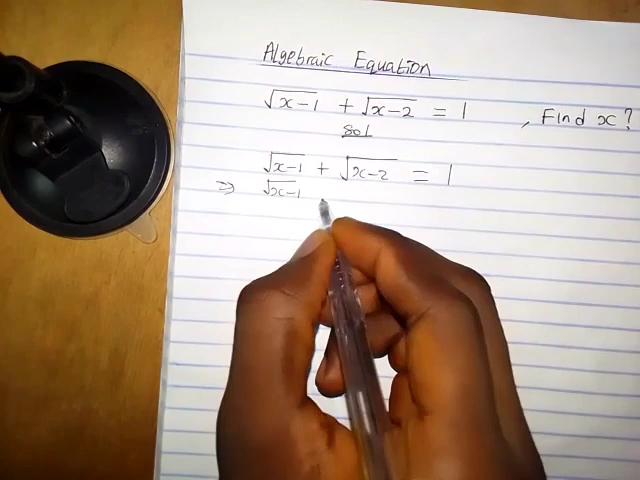 Algebraic Equation
√x-1 + √x-2 = 1 , Find x?
Sol
√x-1 + √x-2 = 1
⇒ √x-1